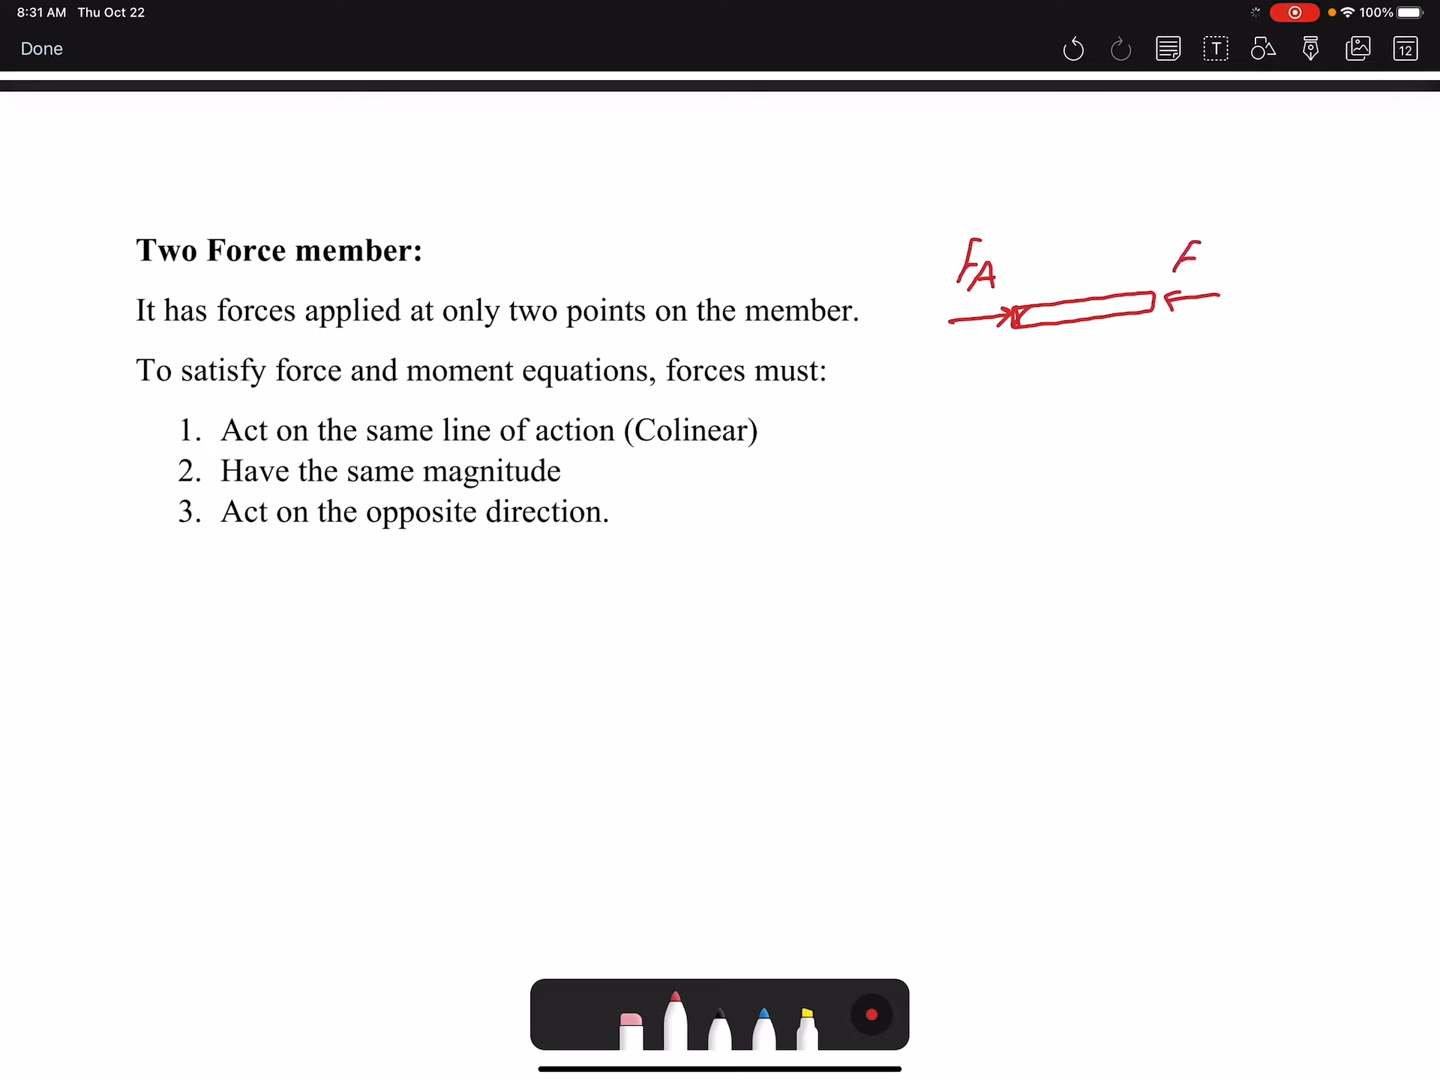 8:31 AM Thu Oct 22
100%
Done
T
12
Two Force member:
FA
F
It has forces applied at only two points on the member.
To satisfy force and moment equations, forces must:
1. Act on the same line of action (Colinear)
2. Have the same magnitude
3. Act on the opposite direction.